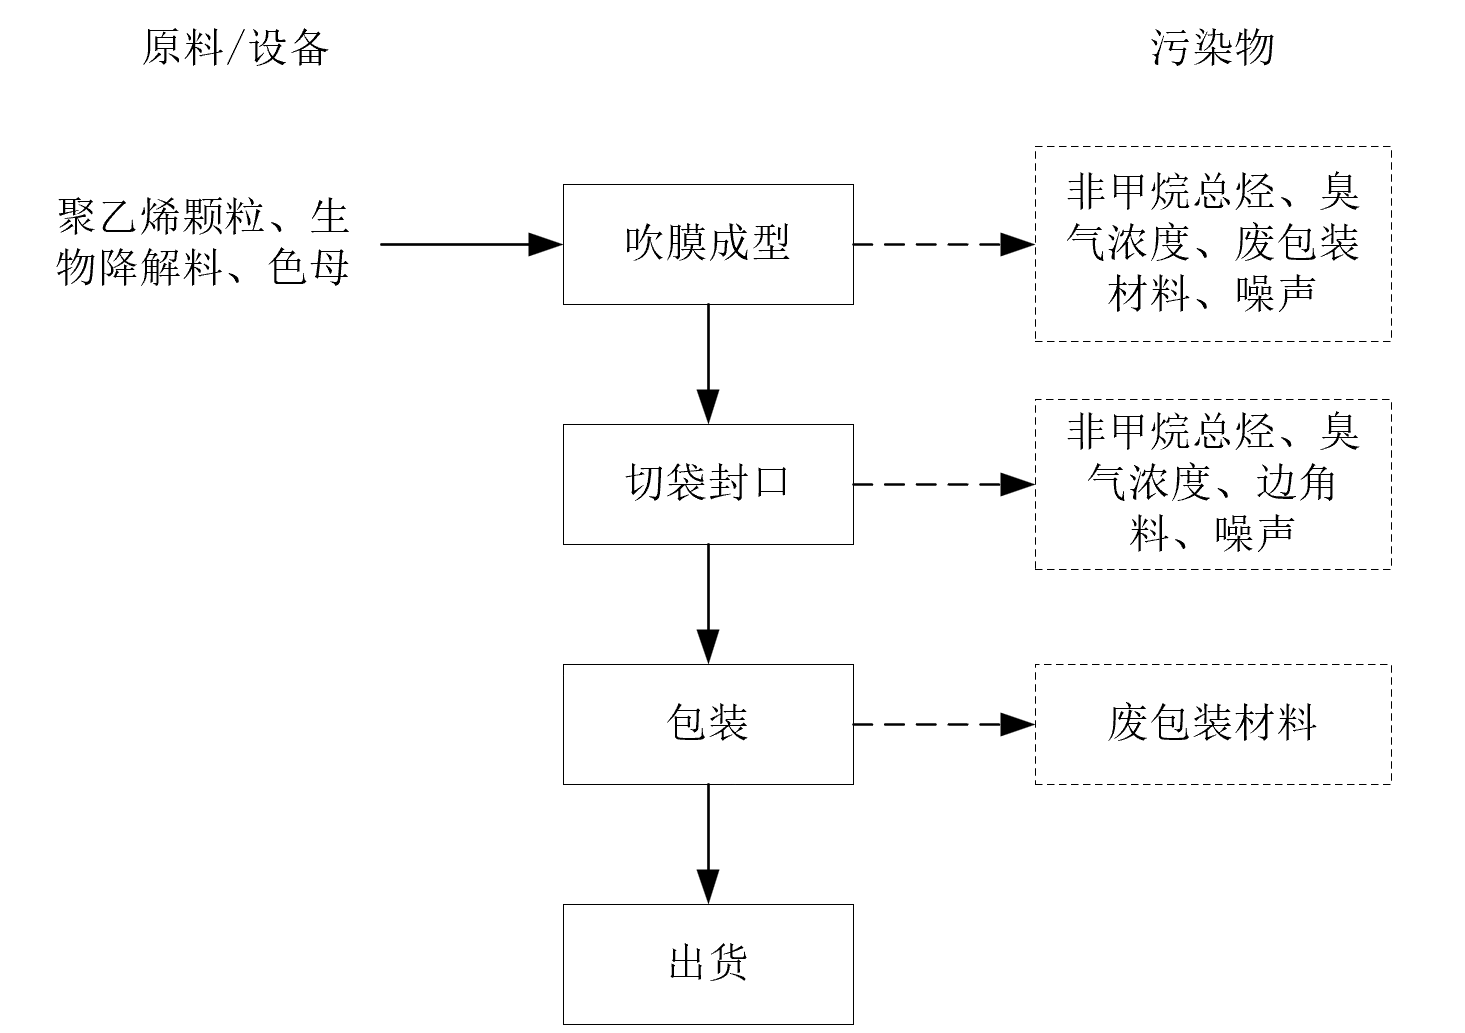 原料/设备
污染物
聚乙烯颗粒、生
物降解料、色母
吹膜成型
非甲烷总烃、臭
气浓度、废包装
材料、噪声
切袋封口
非甲烷总烃、臭
气浓度、边角
料、噪声
包装
废包装材料
出货